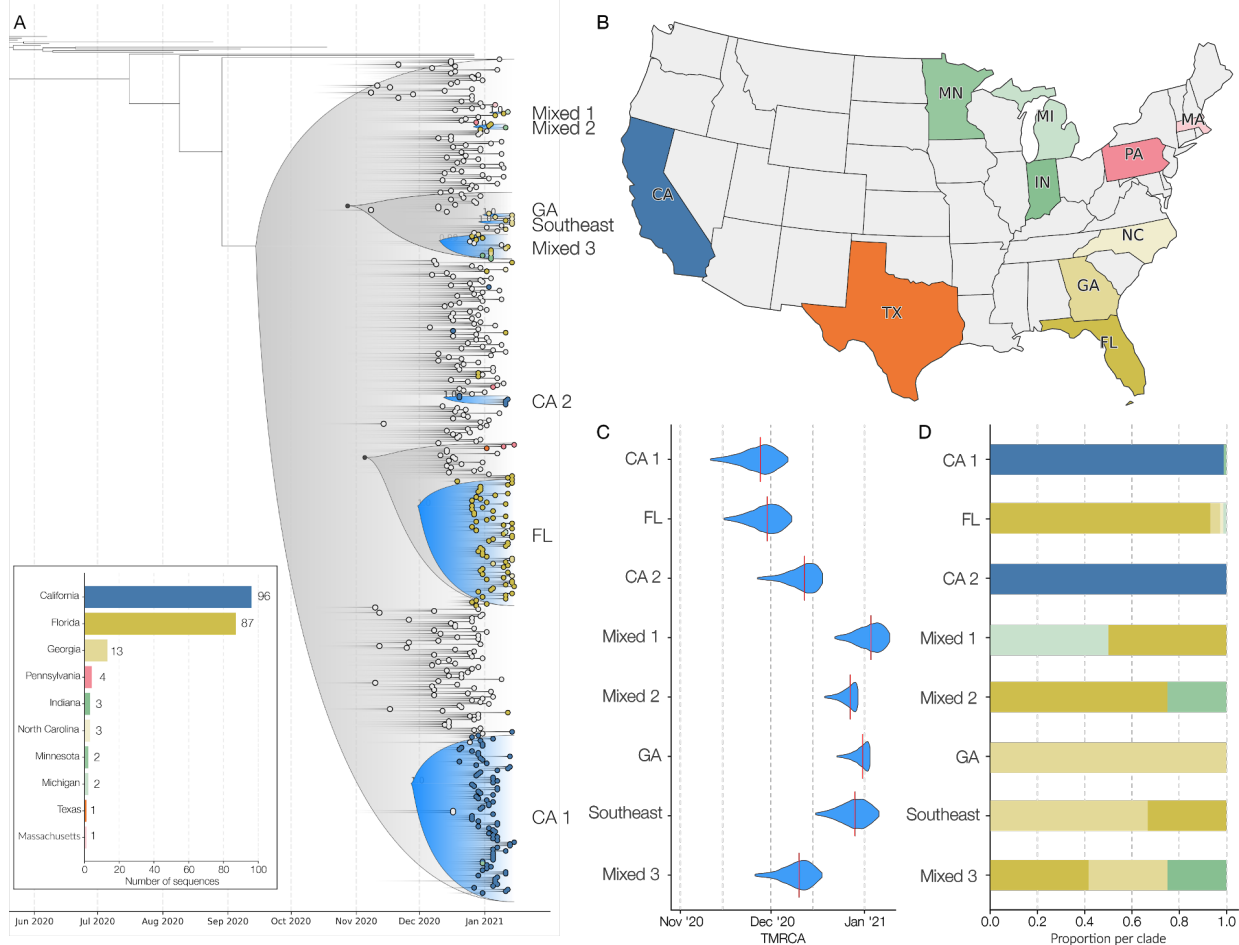 A
Mixed 1
Mixed 2
GA
Southeast
Mixed 3
CA 2
FL
CA 1
1.0
1.0
California
96
Florida
87
Georgia
13
Pennsylvania
4
Indiana
3
North Carolina
3
Minnesota
2
Michigan
2
Texas
1
Massachusetts
1
0 20 40 60 80 100
Number of sequences
Jun 2020 Jul 2020 Aug 2020 Sep 2020 Oct 2020 Nov 2020 Dec 2020 Jan 2021
B
MN
MI
MA
PA
IN
CA
NC
GA
TX
FL
C
CA 1
FL
CA 2
Mixed 1
Mixed 2
GA
Southeast
Mixed 3
Nov '20 Dec '20 Jan '21
TMRCA
D
CA 1
FL
CA 2
Mixed 1
Mixed 2
GA
Southeast
Mixed 3
0.0 0.2 0.4 0.6 0.8 1.0
Proportion per clade